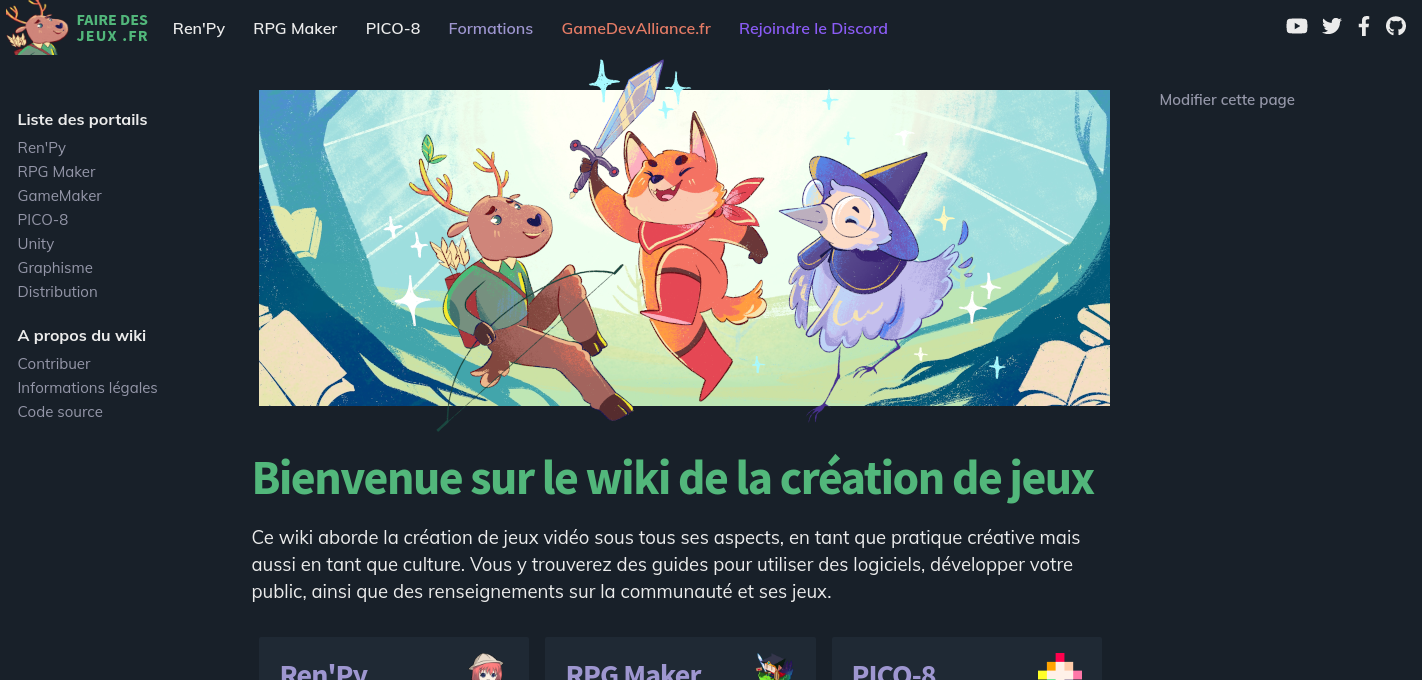 FAIRE DES
JEUX .FR
Ren'Py
RPG Maker
PICO-8
Formations
GameDevAlliance.fr
Rejoindre le Discord
Liste des portails
Ren'Py
RPG Maker
GameMaker
PICO-8
Unity
Graphisme
Distribution
A propos du wiki
Contribuer
Informations légales
Code source
Modifier cette page
Bienvenue sur le wiki de la création de jeux
Ce wiki aborde la création de jeux vidéo sous tous ses aspects, en tant que pratique créative mais
aussi en tant que culture. Vous y trouverez des guides pour utiliser des logiciels, développer votre
public, ainsi que des renseignements sur la communauté et ses jeux.
Ren'Py
RPG Maker
PICO-8